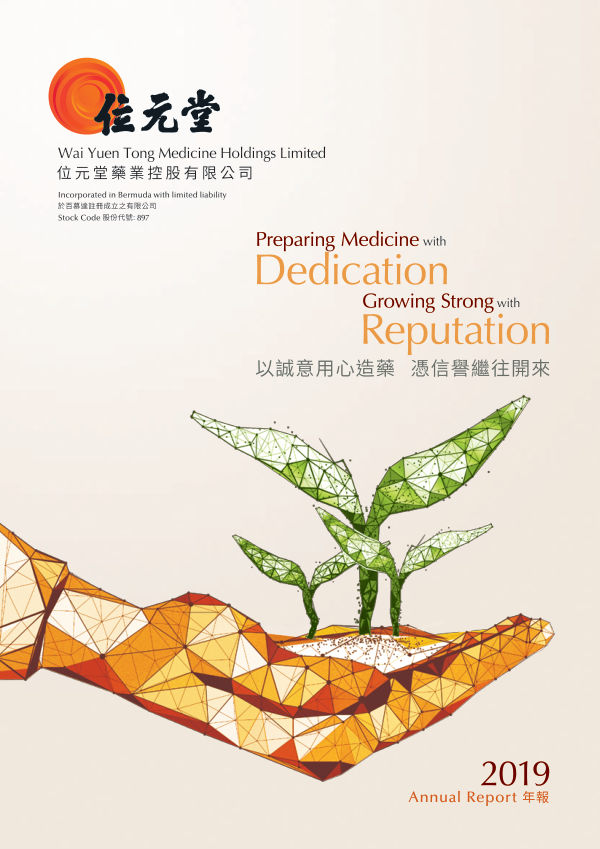 位元堂
Wai Yuen Tong Medicine Holdings Limited
位元堂藥業控股有限公司
Incorporated in Bermuda with limited liability
於百慕達註冊成立之有限公司
Stock Code 股份代號: 897
Preparing Medicine with
Dedication
Growing Strong with
Reputation
以誠意用心造藥 憑信譽繼往開來
2019
Annual Report 年報